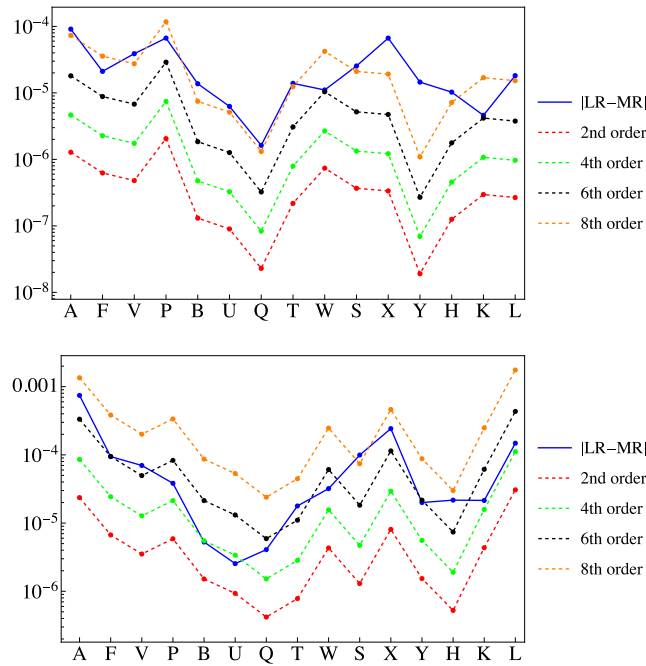 10⁻⁴
10⁻⁵
10⁻⁶
10⁻⁷
10⁻⁸
A F V P B U Q T W S X Y H K L
|LR−MR|
2nd order
4th order
6th order
8th order
0.001
10⁻⁴
10⁻⁵
10⁻⁶
A F V P B U Q T W S X Y H K L
|LR−MR|
2nd order
4th order
6th order
8th order